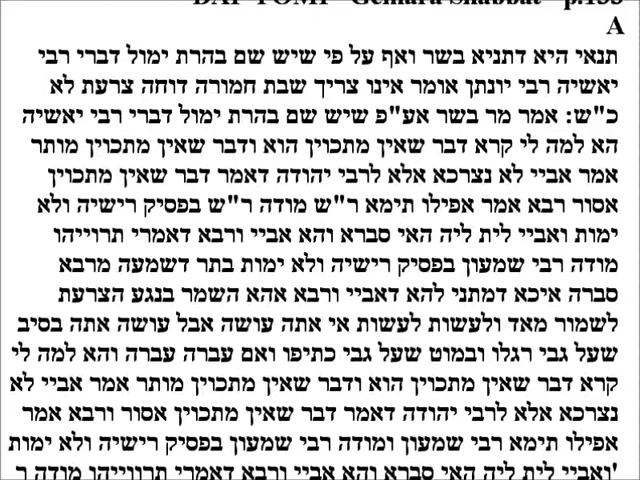 DAF YOMI - Gemara Shabbat - p.133
A
תנאי היא דתניא בשר ואף על פי שיש שם בהרת ימול דברי רבי
יאשיה רבי יונתן אומר אינו צריך שבת חמורה דוחה צרעת לא
כ"ש: אמר מר בשר אע"פ שיש שם בהרת ימול דברי רבי יאשיה
הא למה לי קרא דבר שאין מתכוין הוא ודבר שאין מתכוין מותר
אמר אביי לא נצרכא אלא לרבי יהודה דאמר דבר שאין מתכוין
אסור רבא אמר אפילו תימא ר"ש מודה ר"ש בפסיק רישיה ולא
ימות ואביי לית ליה האי סברא והא אביי ורבא דאמרי תרוייהו
מודה רבי שמעון בפסיק רישיה ולא ימות בתר דשמעה מרבא
סברה איכא דמתני להא דאביי ורבא אהא השמר בנגע הצרעת
לשמור מאד ולעשות לעשות אי אתה עושה אבל עושה אתה בסיב
שעל גבי רגלו ובמוט שעל גבי כתיפו ואם עברה עברה והא למה לי
קרא דבר שאין מתכוין הוא ודבר שאין מתכוין מותר אמר אביי לא
נצרכא אלא לרבי יהודה דאמר דבר שאין מתכוין אסור ורבא אמר
אפילו תימא רבי שמעון ומודה רבי שמעון בפסיק רישיה ולא ימות
ואביי לית ליה האי סברא והא אביי ורבא דאמרי תרווייהו מודה ר'